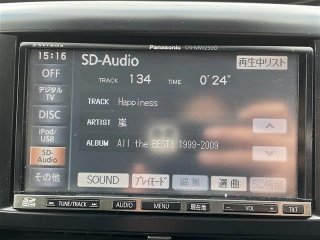 Panasonic CN-HW250D
Strada
15:16
SD-Audio
再生中リスト
OFF
TRACK 134 TIME 0'24"
デジタルTV
TRACK Happiness
DISC
ARTIST 嵐
iPod/USB
ALBUM All the BEST! 1999-2009
SD-Audio
その他
SOUND
プレイモード
編集
選曲
SD情報
TUNE/TRACK
AUDIO
MENU
現在地
VOL
TILT